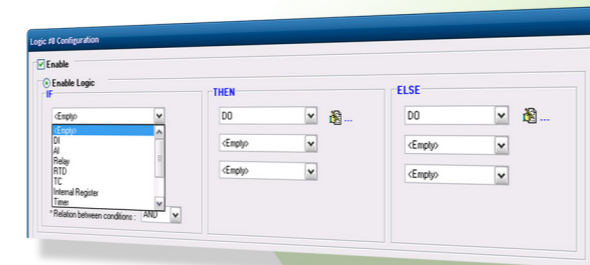 Logic #8 Configuration
Enable
Enable Logic
IF
<Empty>
<Empty>
DI
AI
Relay
RTD
TC
Internal Register
Timer
* Relation between conditions : AND
THEN
DO
...
<Empty>
<Empty>
ELSE
DO
...
<Empty>
<Empty>